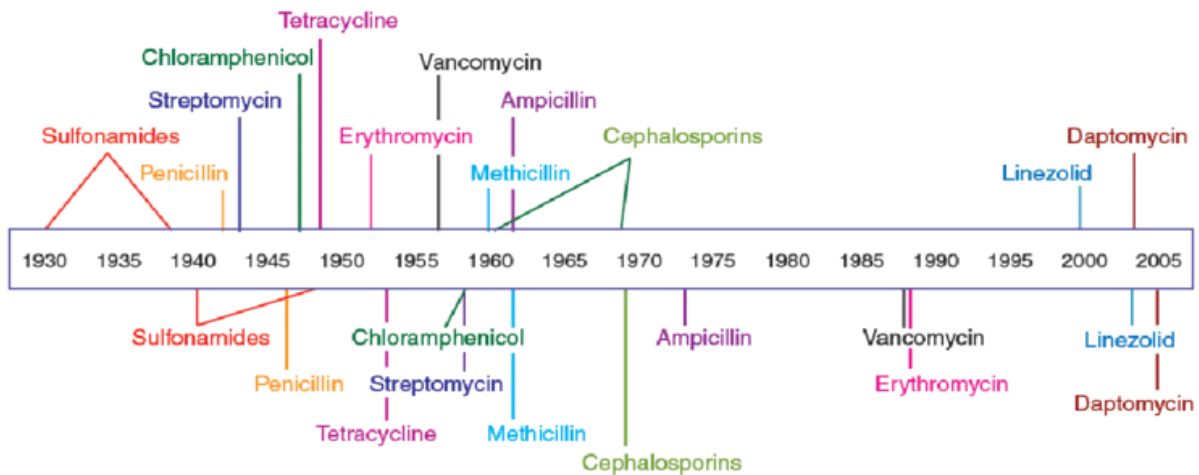 Tetracycline
Chloramphenicol
Vancomycin
Streptomycin
Ampicillin
Sulfonamides
Erythromycin
Cephalosporins
Daptomycin
Penicillin
Methicillin
Linezolid
1930 1935 1940 1945 1950 1955 1960 1965 1970 1975 1980 1985 1990 1995 2000 2005
Sulfonamides
Chloramphenicol
Ampicillin
Vancomycin
Linezolid
Penicillin
Streptomycin
Erythromycin
Daptomycin
Tetracycline
Methicillin
Cephalosporins